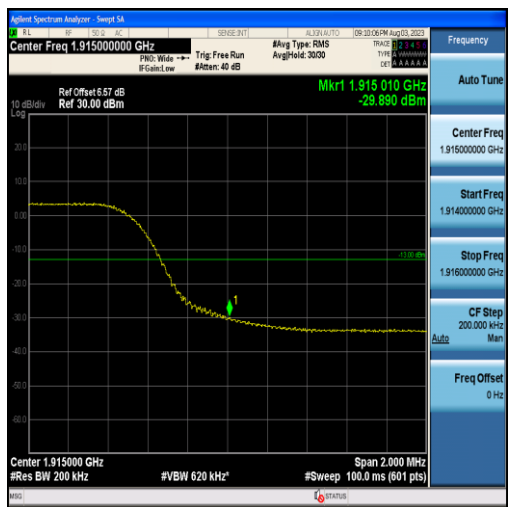 Agilent Spectrum Analyzer - Swept SA
RL RF 50 Ω AC SENSE:INT ALIGN AUTO 09:10:06 PM Aug 03, 2023
Center Freq 1.915000000 GHz
PNO: Wide
IFGain:Low
Trig: Free Run
#Atten: 40 dB
#Avg Type: RMS
Avg|Hold: 30/30
TRACE 1 2 3 4 5 6
TYPE
DET A A A A A A
Frequency
Ref Offset 6.57 dB
10 dB/div Ref 30.00 dBm
Log
Mkr1 1.915 010 GHz
-29.890 dBm
Auto Tune
20.0
10.0
0.00
-10.0
-20.0
-30.0
-40.0
-50.0
-60.0
-13.00 dBm
1
Center Freq
1.915000000 GHz
Start Freq
1.914000000 GHz
Stop Freq
1.916000000 GHz
CF Step
200.000 kHz
Auto Man
Freq Offset
0 Hz
Center 1.915000 GHz Span 2.000 MHz
#Res BW 200 kHz #VBW 620 kHz* #Sweep 100.0 ms (601 pts)
MSG STATUS